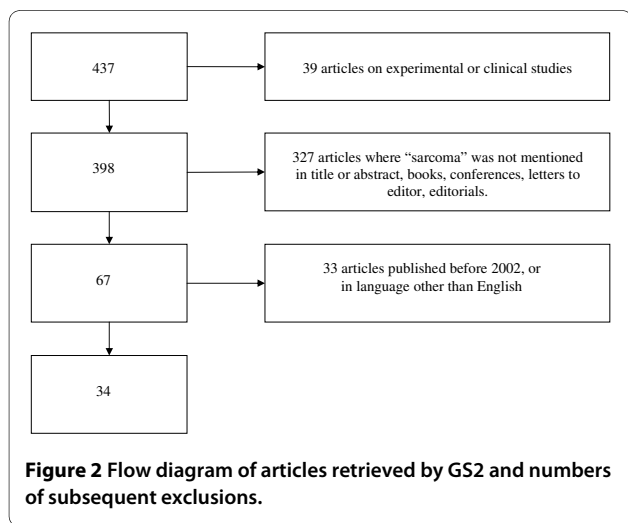 437
39 articles on experimental or clinical studies
398
327 articles where “sarcoma” was not mentioned
in title or abstract, books, conferences, letters to
editor, editorials.
67
33 articles published before 2002, or
in language other than English
34
Figure 2 Flow diagram of articles retrieved by GS2 and numbers
of subsequent exclusions.